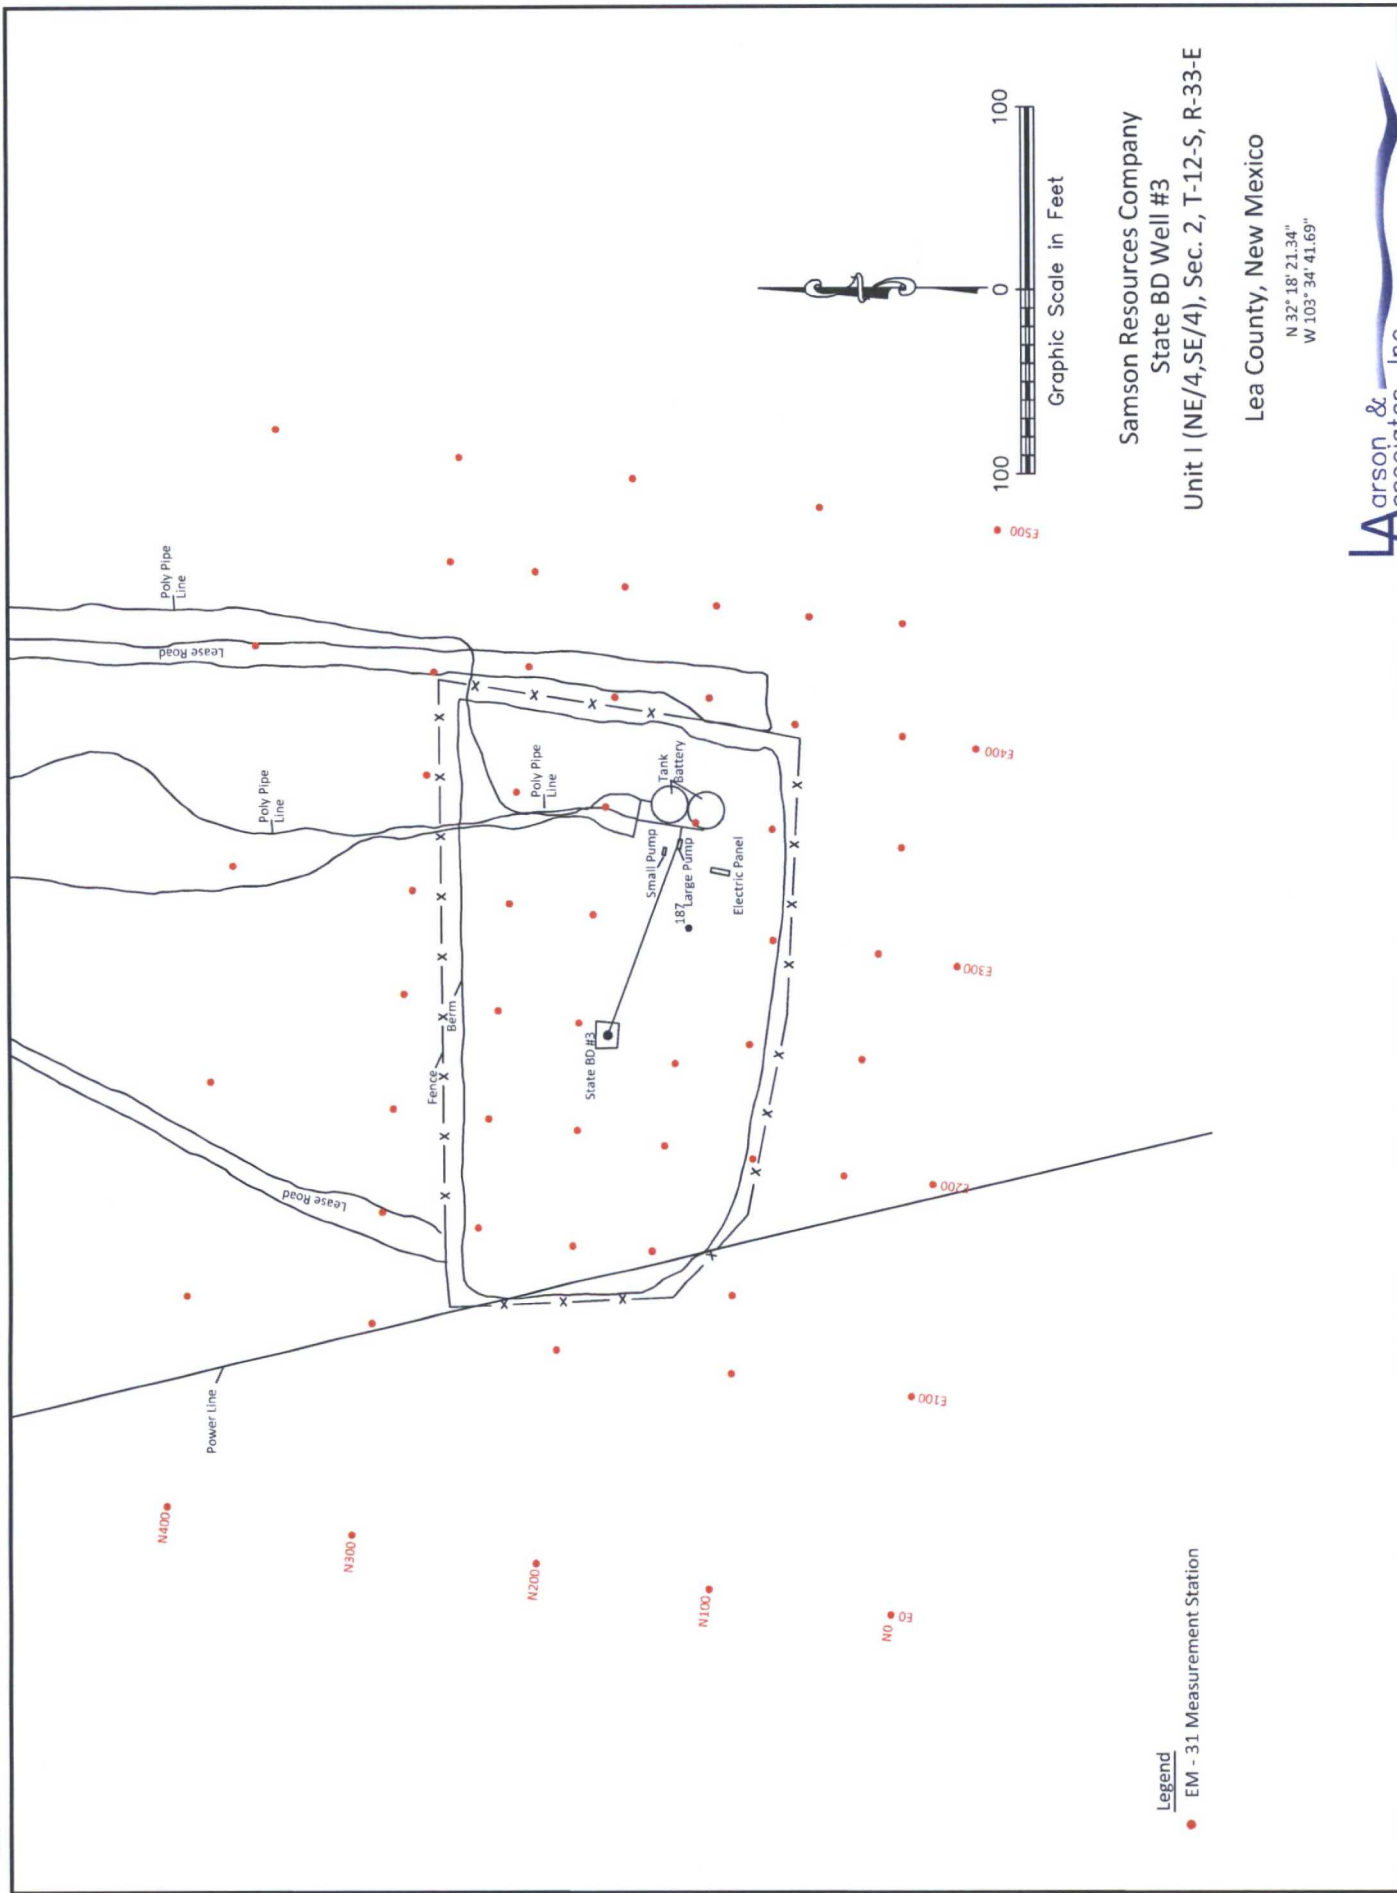 Poly Pipe
Line
Lease Road
Poly Pipe
Line
Poly Pipe
Line
Tank
Battery
Small Pump
Large Pump
187
Electric Panel
State BD #3
Berm
Fence
Lease Road
Power Line
N400
N300
N200
N100
N0
E0
E100
E200
E300
E400
E500
X X X X X X X X X
X X X X
X X X X X X X X
X X X X
100 0 100
Graphic Scale in Feet
Samson Resources Company
State BD Well #3
Unit I (NE/4,SE/4), Sec. 2, T-12-S, R-33-E
Lea County, New Mexico
N 32° 18' 21.34"
W 103° 34' 41.69"
Larson &
Associates, Inc.
Legend
EM - 31 Measurement Station